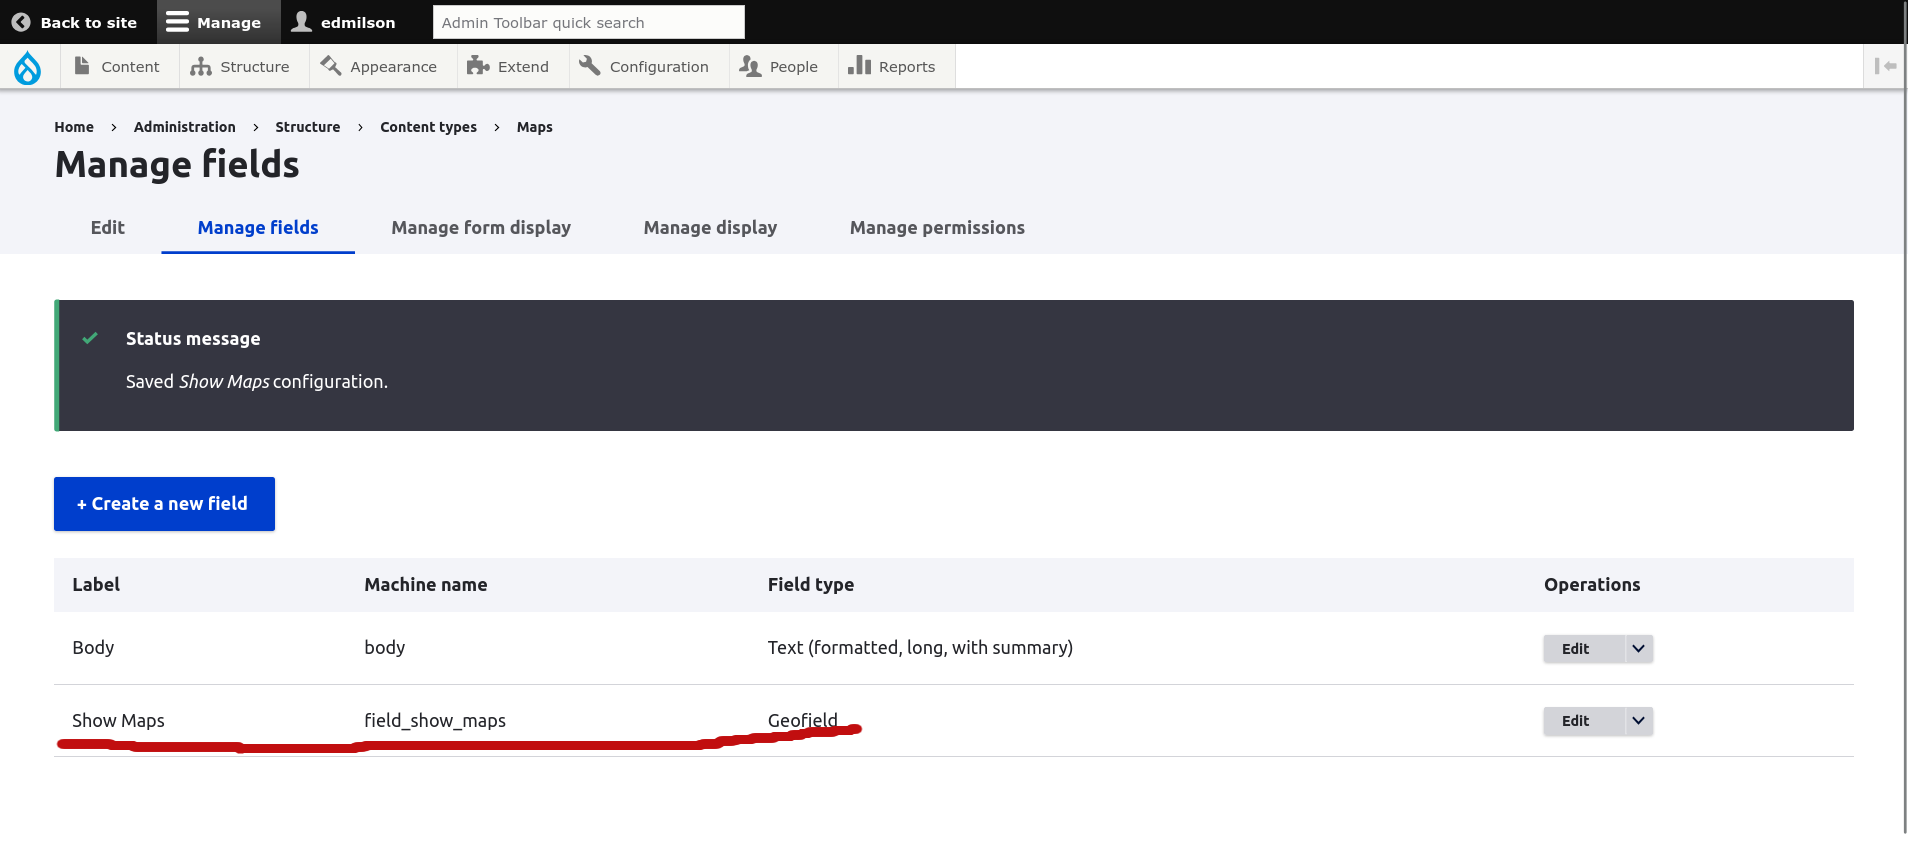 Back to site Manage edmilson Admin Toolbar quick search
Content Structure Appearance Extend Configuration People Reports
Home › Administration › Structure › Content types › Maps
Manage fields
Edit Manage fields Manage form display Manage display Manage permissions
Status message
Saved Show Maps configuration.
+ Create a new field
Label Machine name Field type Operations
Body body Text (formatted, long, with summary) Edit
Show Maps field_show_maps Geofield Edit